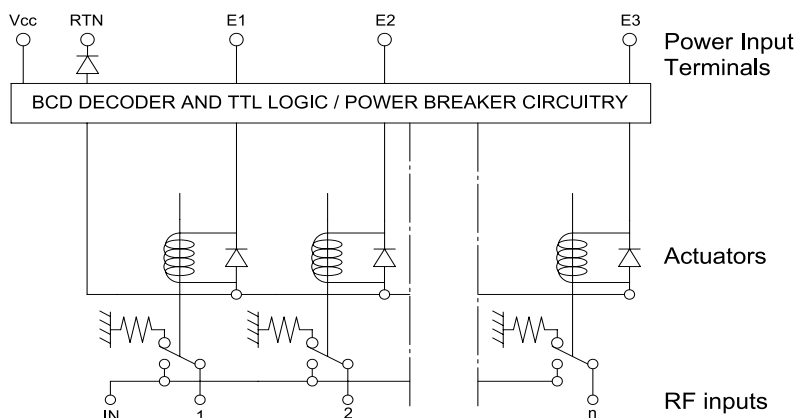 Vcc RTN E1 E2 E3
Power Input
Terminals
BCD DECODER AND TTL LOGIC / POWER BREAKER CIRCUITRY
Actuators
IN 1 2 n
RF inputs